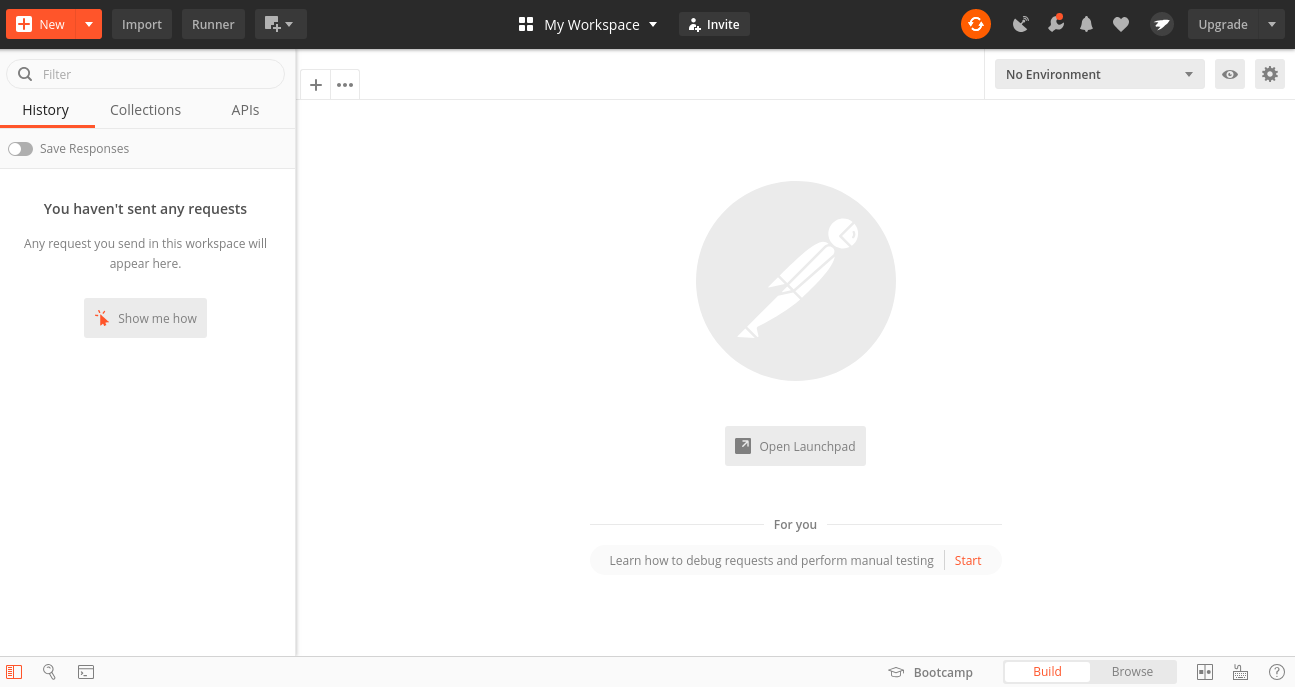 New
Import
Runner
My Workspace
Invite
Upgrade
Filter
No Environment
History
Collections
APIs
Save Responses
You haven't sent any requests
Any request you send in this workspace will
appear here.
Show me how
Open Launchpad
For you
Learn how to debug requests and perform manual testing
Start
Bootcamp
Build
Browse